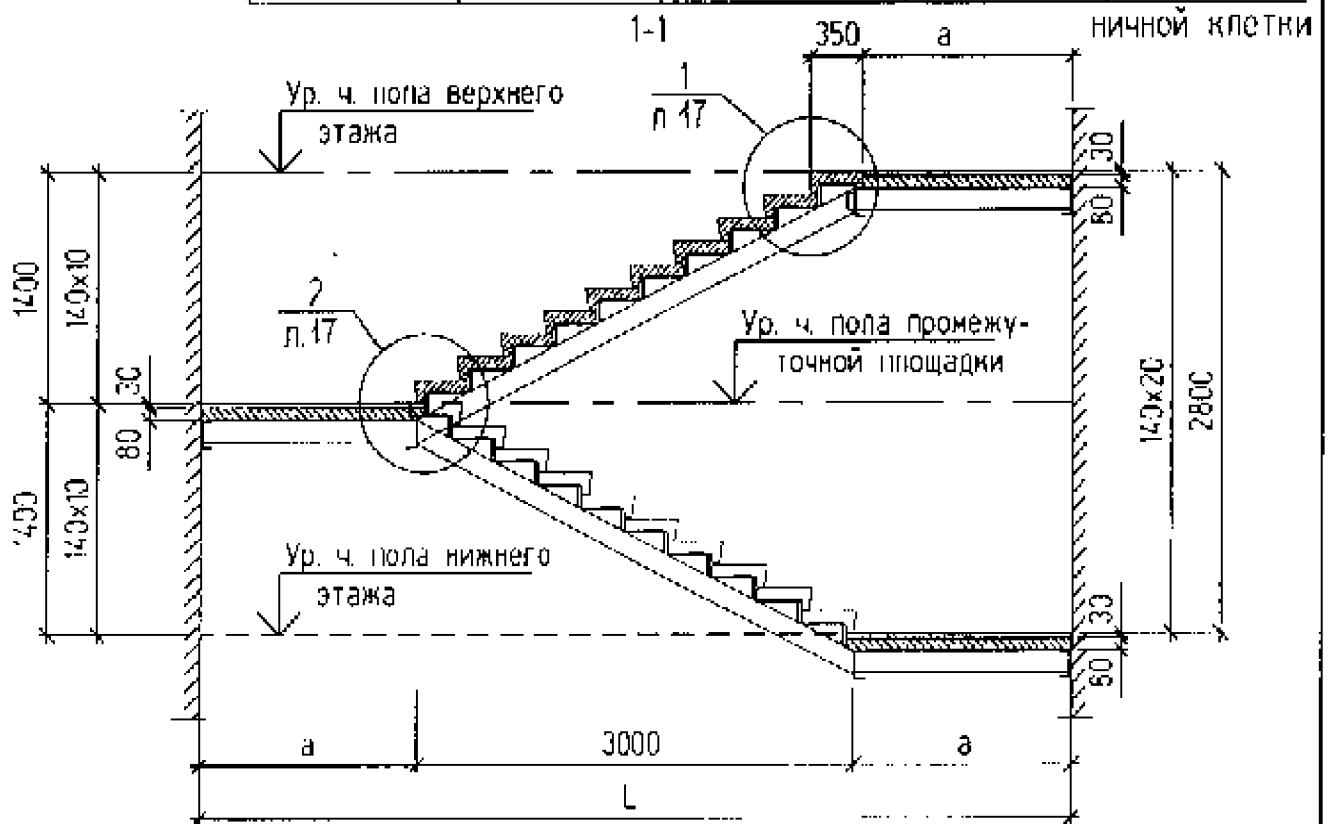 1-1
ничной клетки
350
а
Ур. ч. пола верхнего
этажа
1
л. 17
30
80
1400
140х10
2
л. 17
Ур. ч. пола промежу-
точной площадки
30
80
140х20
2800
1400
140х10
Ур. ч. пола нижнего
этажа
30
80
а
3000
а
L